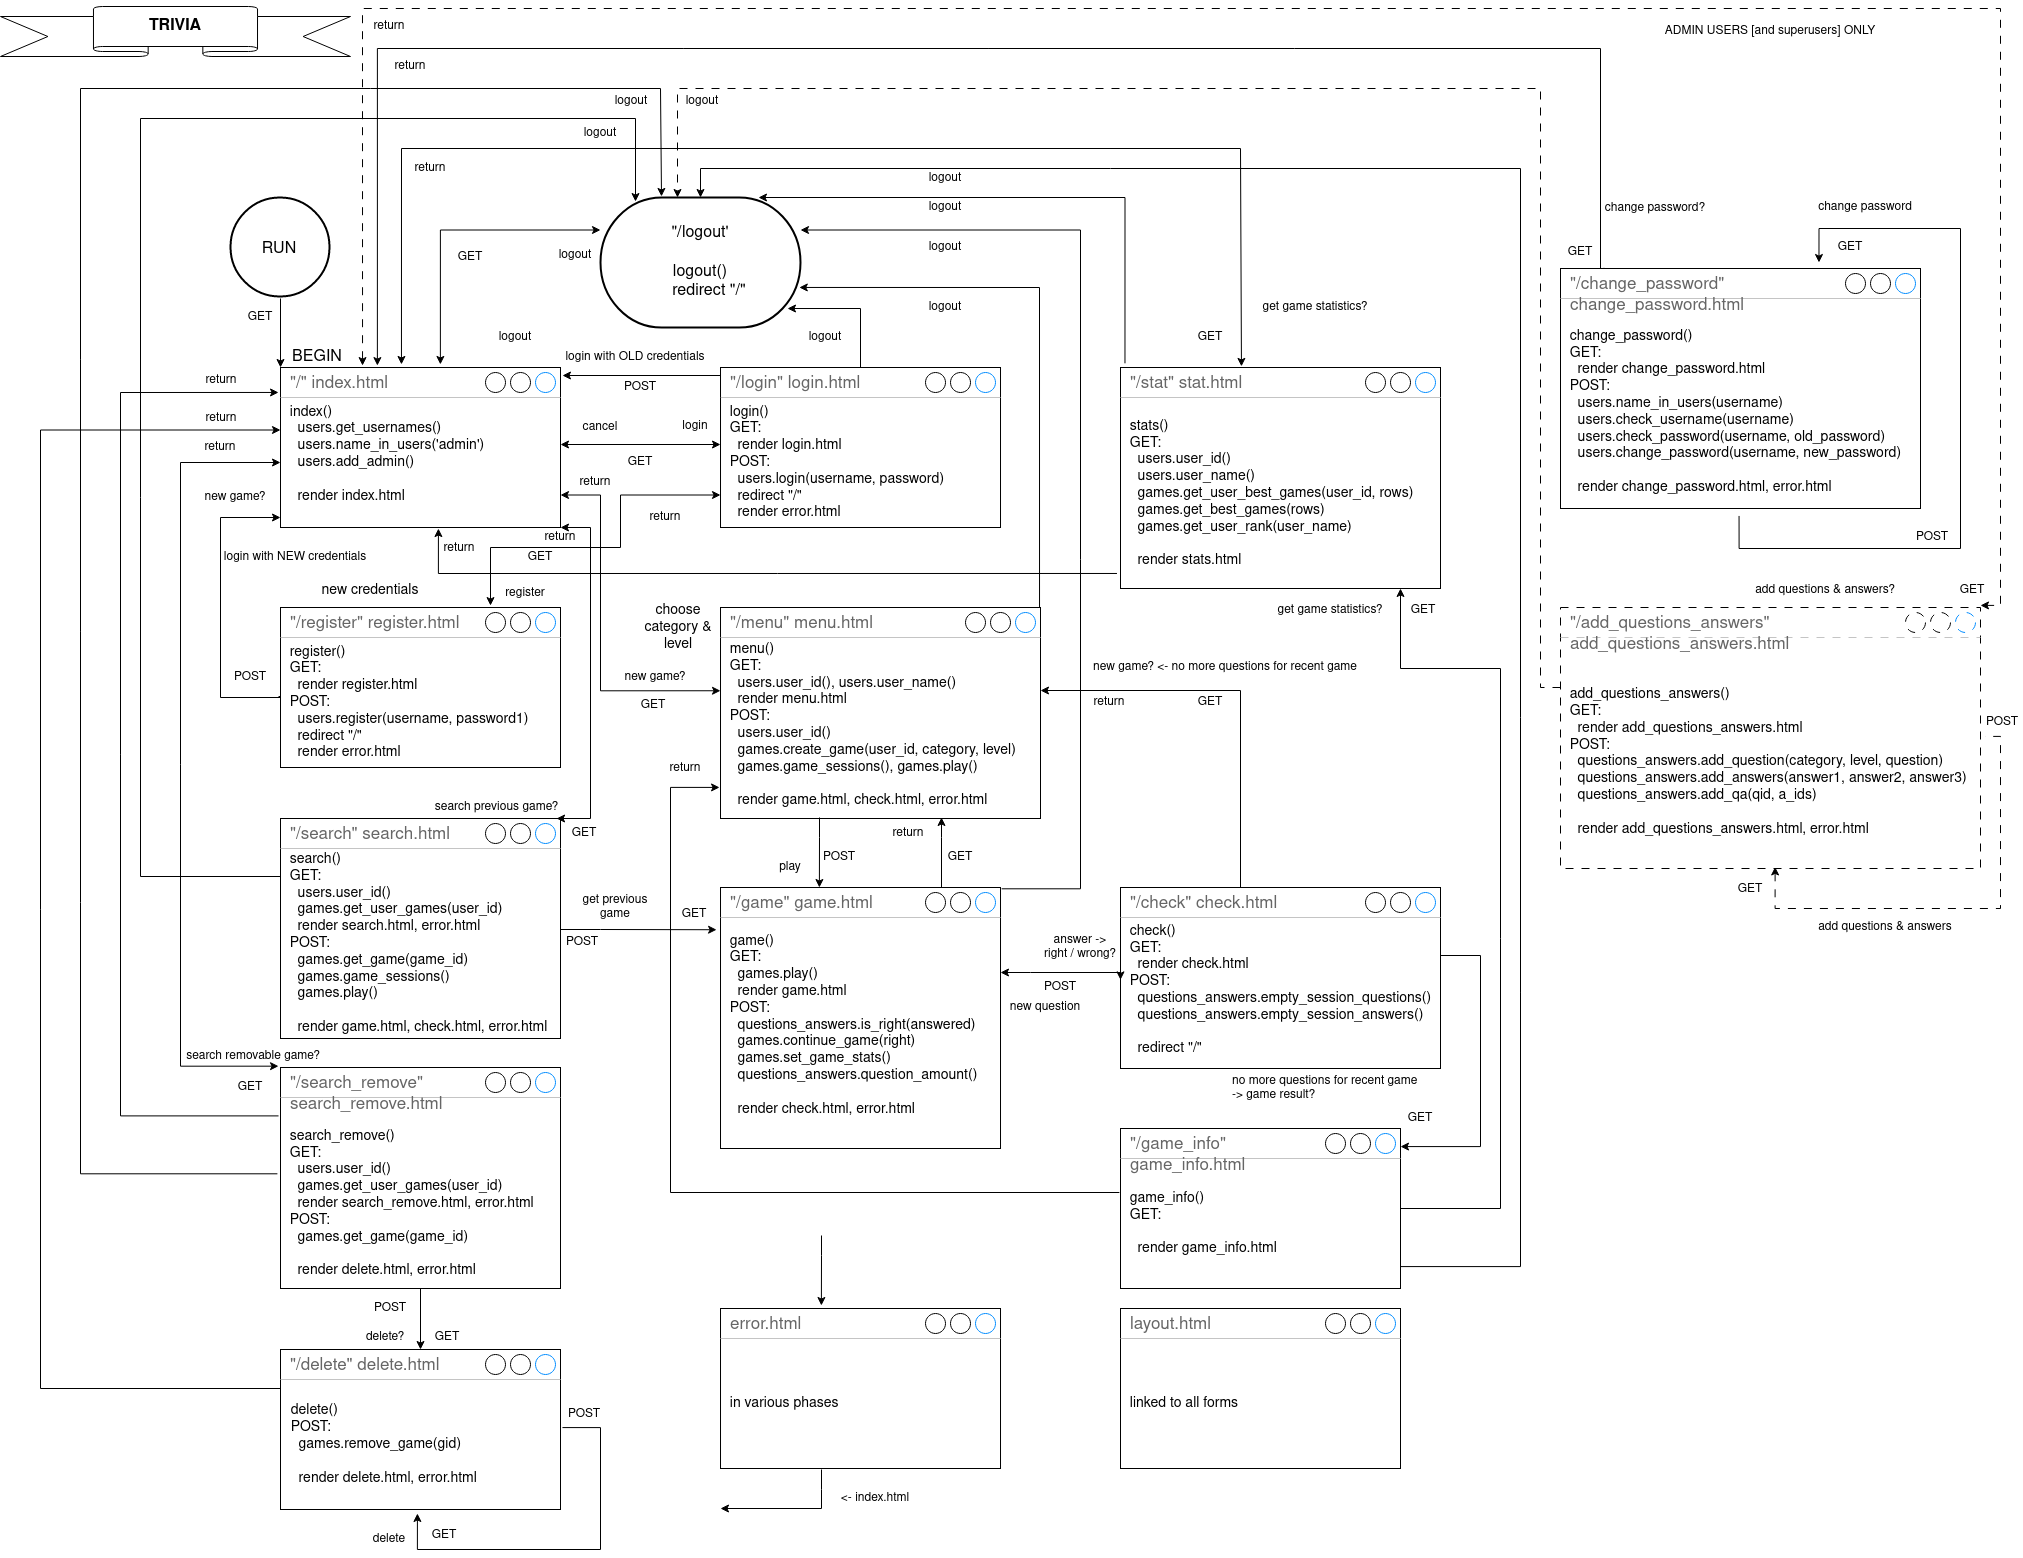 TRIVIA
return
ADMIN USERS [and superusers] ONLY
return
logout
logout
logout
return
logout
logout
logout
logout
GET
logout
logout
logout
RUN
GET
BEGIN
"/logout'
logout()
redirect "/"
get game statistics?
GET
change password?
GET
change password
GET
"/change_password"
change_password.html
change_password()
GET:
render change_password.html
POST:
users.name_in_users(username)
users.check_username(username)
users.check_password(username, old_password)
users.change_password(username, new_password)
render change_password.html, error.html
POST
return
return
return
new game?
"/" index.html
index()
users.get_usernames()
users.name_in_users('admin')
users.add_admin()
render index.html
login with OLD credentials
POST
cancel
login
GET
return
return
return
GET
return
register
"/login" login.html
login()
GET:
render login.html
POST:
users.login(username, password)
redirect "/"
render error.html
"/stat" stat.html
stats()
GET:
users.user_id()
users.user_name()
games.get_user_best_games(user_id, rows)
games.get_best_games(rows)
games.get_user_rank(user_name)
render stats.html
get game statistics?
GET
login with NEW credentials
new credentials
POST
"/register" register.html
register()
GET:
render register.html
POST:
users.register(username, password1)
redirect "/"
render error.html
choose
category &
level
new game?
GET
return
"/menu" menu.html
menu()
GET:
users.user_id(), users.user_name()
render menu.html
POST:
users.user_id()
games.create_game(user_id, category, level)
games.game_sessions(), games.play()
render game.html, check.html, error.html
new game? <- no more questions for recent game
return
GET
add questions & answers?
GET
"/add_questions_answers"
add_questions_answers.html
add_questions_answers()
GET:
render add_questions_answers.html
POST:
questions_answers.add_question(category, level, question)
questions_answers.add_answers(answer1, answer2, answer3)
questions_answers.add_qa(qid, a_ids)
render add_questions_answers.html, error.html
POST
GET
add questions & answers
search previous game?
GET
"/search" search.html
search()
GET:
users.user_id()
games.get_user_games(user_id)
render search.html, error.html
POST:
games.get_game(game_id)
games.game_sessions()
games.play()
render game.html, check.html, error.html
get previous
game
POST
GET
play
POST
return
GET
"/game" game.html
game()
GET:
games.play()
render game.html
POST:
questions_answers.is_right(answered)
games.continue_game(right)
games.set_game_stats()
questions_answers.question_amount()
render check.html, error.html
answer ->
right / wrong?
POST
new question
"/check" check.html
check()
GET:
render check.html
POST:
questions_answers.empty_session_questions()
questions_answers.empty_session_answers()
redirect "/"
no more questions for recent game
-> game result?
GET
search removable game?
GET
"/search_remove"
search_remove.html
search_remove()
GET:
users.user_id()
games.get_user_games(user_id)
render search_remove.html, error.html
POST:
games.get_game(game_id)
render delete.html, error.html
"/game_info"
game_info.html
game_info()
GET:
render game_info.html
POST
delete?
GET
"/delete" delete.html
delete()
POST:
games.remove_game(gid)
render delete.html, error.html
POST
delete
GET
error.html
in various phases
<- index.html
layout.html
linked to all forms